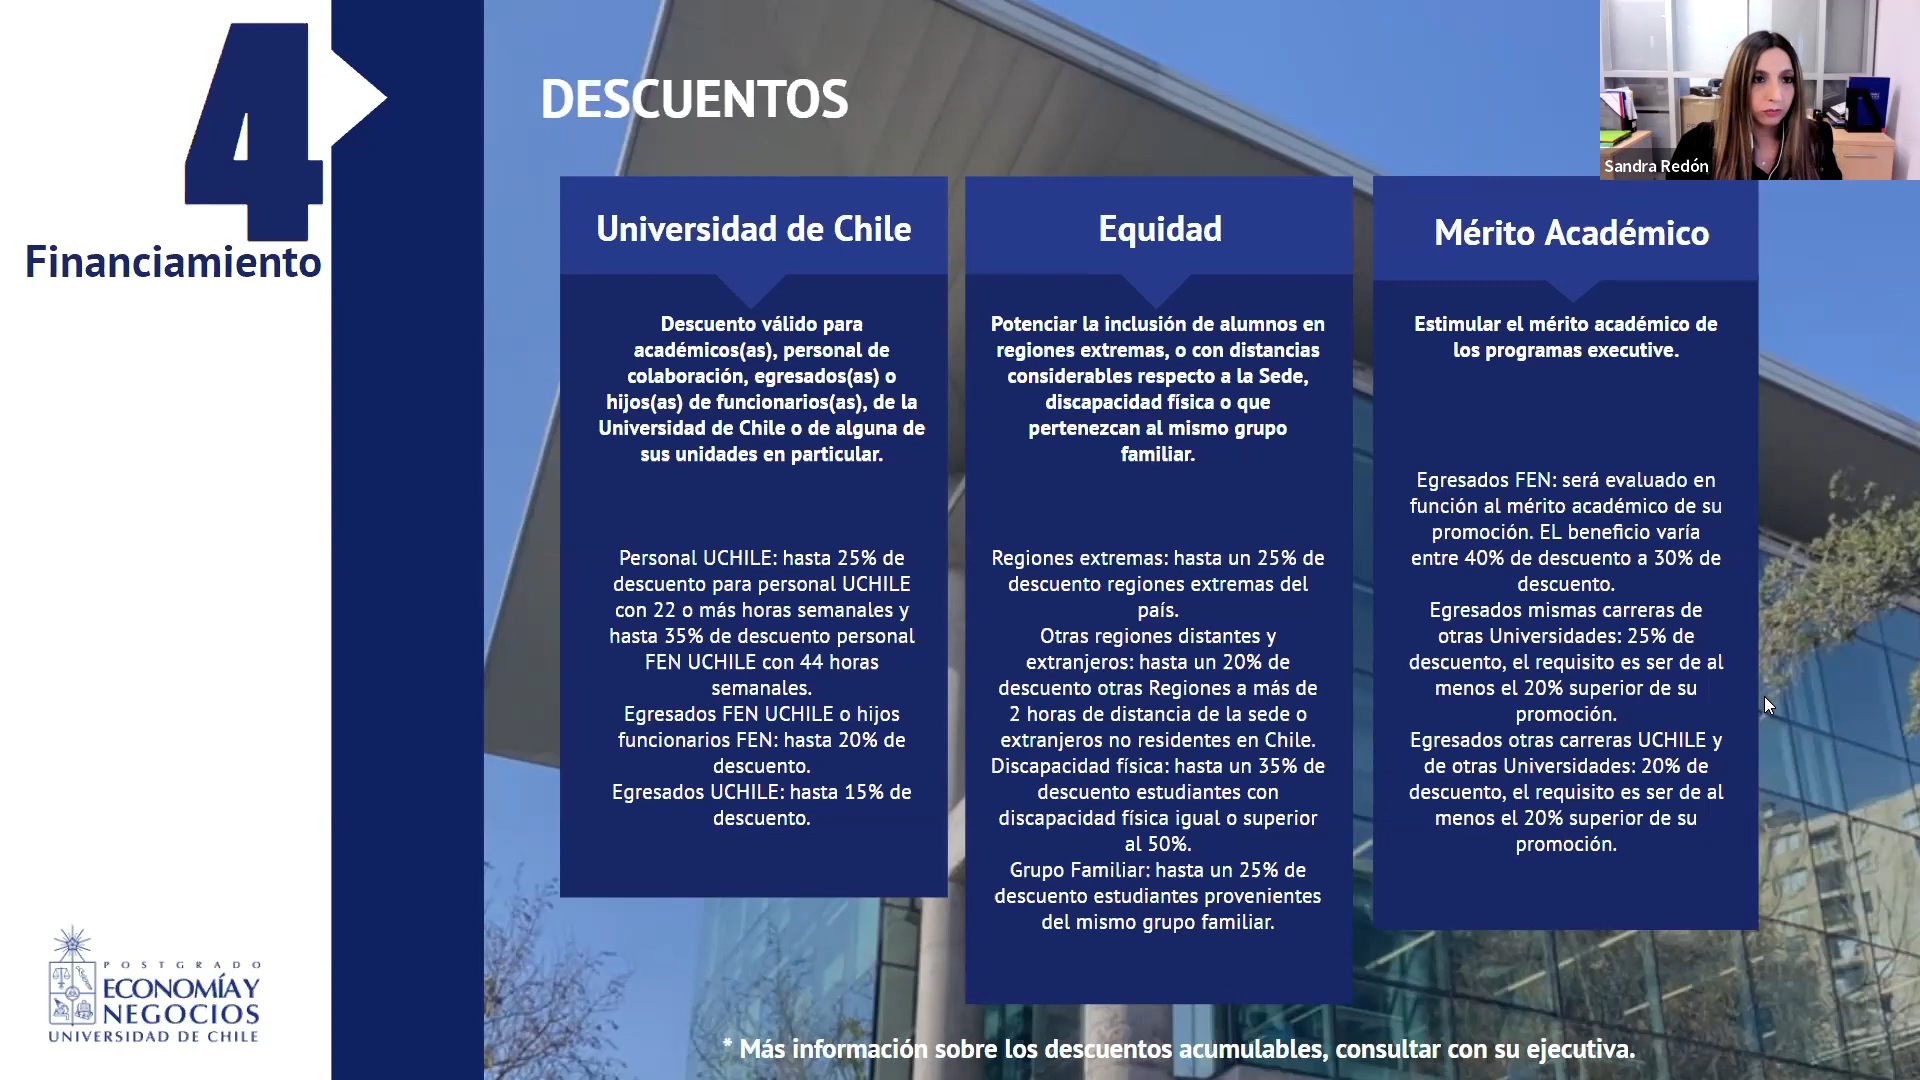 4
Financiamiento
DESCUENTOS
Sandra Redón
Universidad de Chile
Descuento válido para
académicos(as), personal de
colaboración, egresados(as) o
hijos(as) de funcionarios(as), de la
Universidad de Chile o de alguna de
sus unidades en particular.
Personal UCHILE: hasta 25% de
descuento para personal UCHILE
con 22 o más horas semanales y
hasta 35% de descuento personal
FEN UCHILE con 44 horas
semanales.
Egresados FEN UCHILE o hijos
funcionarios FEN: hasta 20% de
descuento.
Egresados UCHILE: hasta 15% de
descuento.
Equidad
Potenciar la inclusión de alumnos en
regiones extremas, o con distancias
considerables respecto a la Sede,
discapacidad física o que
pertenezcan al mismo grupo
familiar.
Regiones extremas: hasta un 25% de
descuento regiones extremas del
país.
Otras regiones distantes y
extranjeros: hasta un 20% de
descuento otras Regiones a más de
2 horas de distancia de la sede o
extranjeros no residentes en Chile.
Discapacidad física: hasta un 35% de
descuento estudiantes con
discapacidad física igual o superior
al 50%.
Grupo Familiar: hasta un 25% de
descuento estudiantes provenientes
del mismo grupo familiar.
Mérito Académico
Estimular el mérito académico de
los programas executive.
Egresados FEN: será evaluado en
función al mérito académico de su
promoción. EL beneficio varía
entre 40% de descuento a 30% de
descuento.
Egresados mismas carreras de
otras Universidades: 25% de
descuento, el requisito es ser de al
menos el 20% superior de su
promoción.
Egresados otras carreras UCHILE y
de otras Universidades: 20% de
descuento, el requisito es ser de al
menos el 20% superior de su
promoción.
POSTGRADO
ECONOMÍA Y
NEGOCIOS
UNIVERSIDAD DE CHILE
* Más información sobre los descuentos acumulables, consultar con su ejecutiva.